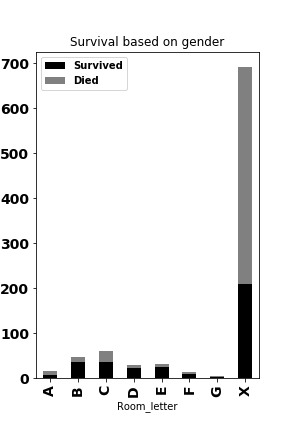 Survival based on gender
Survived
Died
700
600
500
400
300
200
100
0
A B C D E F G X
Room_letter